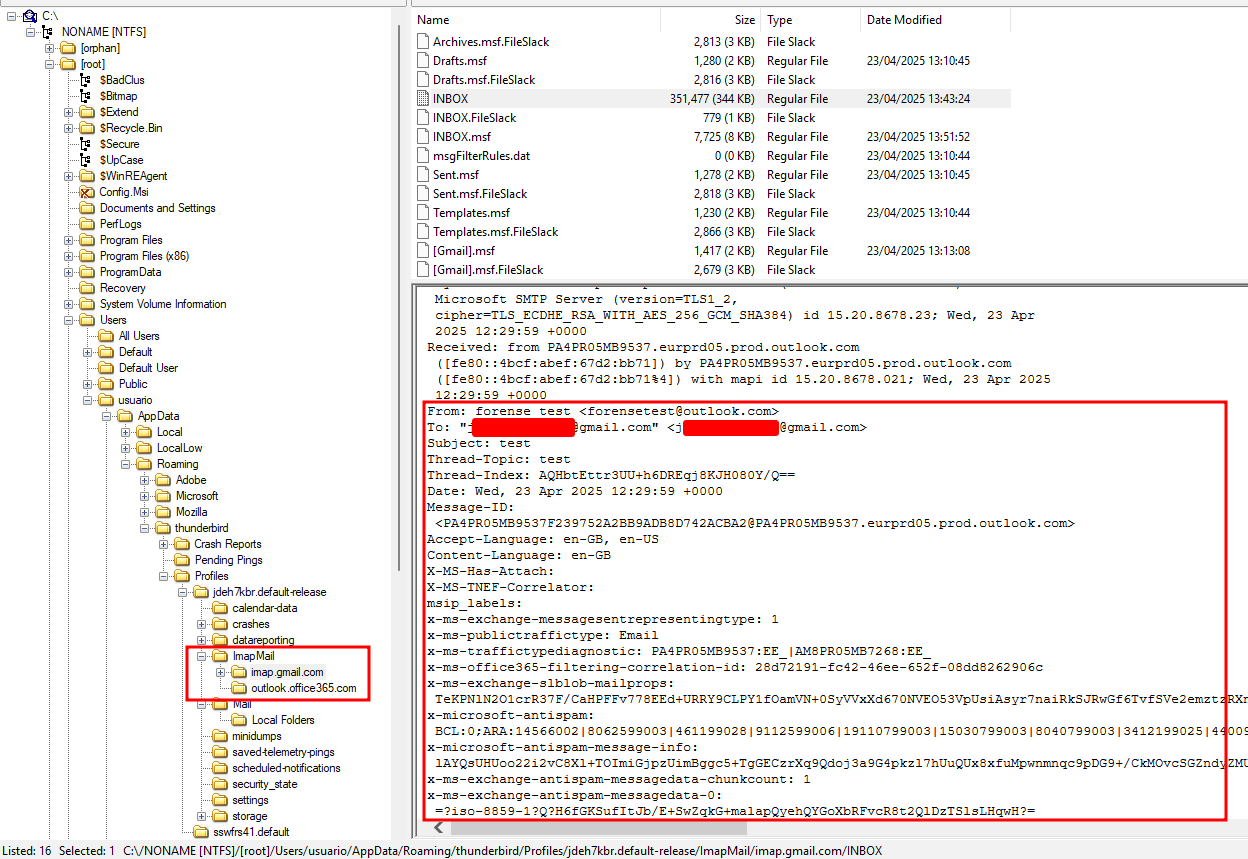 C:\
NONAME [NTFS]
[orphan]
[root]
$BadClus
$Bitmap
$Extend
$Recycle.Bin
$Secure
$UpCase
$WinREAgent
Config.Msi
Documents and Settings
PerfLogs
Program Files
Program Files (x86)
ProgramData
Recovery
System Volume Information
Users
All Users
Default
Default User
Public
usuario
AppData
Local
LocalLow
Roaming
Adobe
Microsoft
Mozilla
thunderbird
Crash Reports
Pending Pings
Profiles
jdeh7kbr.default-release
calendar-data
crashes
datareporting
ImapMail
imap.gmail.com
outlook.office365.com
Mail
Local Folders
minidumps
saved-telemetry-pings
scheduled-notifications
security_state
settings
storage
sswfrs41.default
Name Size Type Date Modified
Archives.msf.FileSlack 2,813 (3 KB) File Slack
Drafts.msf 1,280 (2 KB) Regular File 23/04/2025 13:10:45
Drafts.msf.FileSlack 2,816 (3 KB) File Slack
INBOX 351,477 (344 KB) Regular File 23/04/2025 13:43:24
INBOX.FileSlack 779 (1 KB) File Slack
INBOX.msf 7,725 (8 KB) Regular File 23/04/2025 13:51:52
msgFilterRules.dat 0 (0 KB) Regular File 23/04/2025 13:10:44
Sent.msf 1,278 (2 KB) Regular File 23/04/2025 13:10:45
Sent.msf.FileSlack 2,818 (3 KB) File Slack
Templates.msf 1,230 (2 KB) Regular File 23/04/2025 13:10:44
Templates.msf.FileSlack 2,866 (3 KB) File Slack
[Gmail].msf 1,417 (2 KB) Regular File 23/04/2025 13:13:08
[Gmail].msf.FileSlack 2,679 (3 KB) File Slack
Microsoft SMTP Server (version=TLS1_2,
cipher=TLS_ECDHE_RSA_WITH_AES_256_GCM_SHA384) id 15.20.8678.23; Wed, 23 Apr
2025 12:29:59 +0000
Received: from PA4PR05MB9537.eurprd05.prod.outlook.com
([fe80::4bcf:abef:67d2:bb71]) by PA4PR05MB9537.eurprd05.prod.outlook.com
([fe80::4bcf:abef:67d2:bb71%4]) with mapi id 15.20.8678.021; Wed, 23 Apr 2025
12:29:59 +0000
From: forense test <forensetest@outlook.com>
To: "j @gmail.com" <j @gmail.com>
Subject: test
Thread-Topic: test
Thread-Index: AQHbtEttr3UU+h6DREqj8KJH080Y/Q==
Date: Wed, 23 Apr 2025 12:29:59 +0000
Message-ID:
<PA4PR05MB9537F239752A2BB9ADB8D742ACBA2@PA4PR05MB9537.eurprd05.prod.outlook.com>
Accept-Language: en-GB, en-US
Content-Language: en-GB
X-MS-Has-Attach:
X-MS-TNEF-Correlator:
msip_labels:
x-ms-exchange-messagesentrepresentingtype: 1
x-ms-publictraffictype: Email
x-ms-traffictypediagnostic: PA4PR05MB9537:EE_|AM8PR05MB7268:EE_
x-ms-office365-filtering-correlation-id: 28d72191-fc42-46ee-652f-08dd8262906c
x-ms-exchange-slblob-mailprops:
TeKPNlN2O1crR37F/CaHPFFv778EEd+URRY9CLPY1fOamVN+0SyVVxXd670NVEO53VpUsiAsyr7naiRkSJRwGf6TvfSVe2emztzRXr
x-microsoft-antispam:
BCL:0;ARA:14566002|8062599003|461199028|9112599006|19110799003|15030799003|8040799003|3412199025|44009
x-microsoft-antispam-message-info:
lAYQsUHUoo22i2vC8Xl+TOImiGjpzUimBggc5+TgGECzrXq9Qdoj3a9G4pkzl7hUuQUx8xfuMpwnmnqc9pDG9+/CkMOvcSGZndyZMU
x-ms-exchange-antispam-messagedata-chunkcount: 1
x-ms-exchange-antispam-messagedata-0:
=?iso-8859-1?Q?H6fGKSufItJb/E+SwZqkG+malapQyehQYGoXbRFvcR8t2QlDzTSlsLHqwH?=
Listed: 16 Selected: 1 C:\/NONAME [NTFS]/[root]/Users/usuario/AppData/Roaming/thunderbird/Profiles/jdeh7kbr.default-release/ImapMail/imap.gmail.com/INBOX